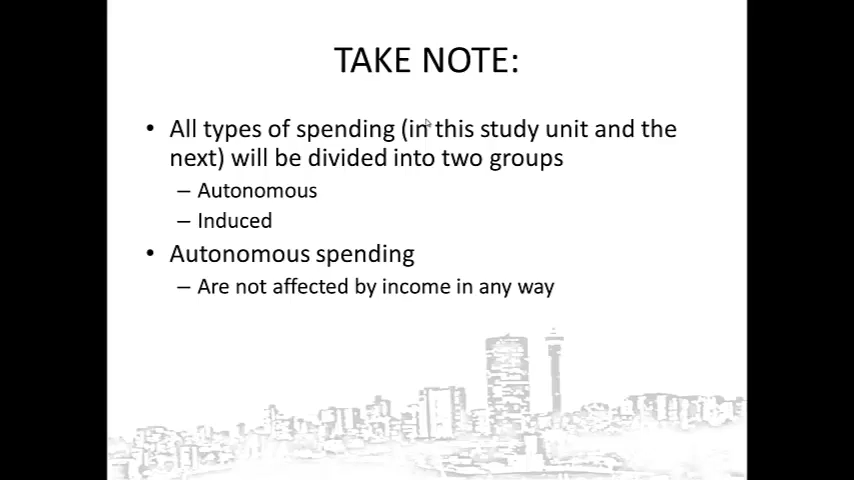 TAKE NOTE:
• All types of spending (in this study unit and the
next) will be divided into two groups
– Autonomous
– Induced
• Autonomous spending
– Are not affected by income in any way